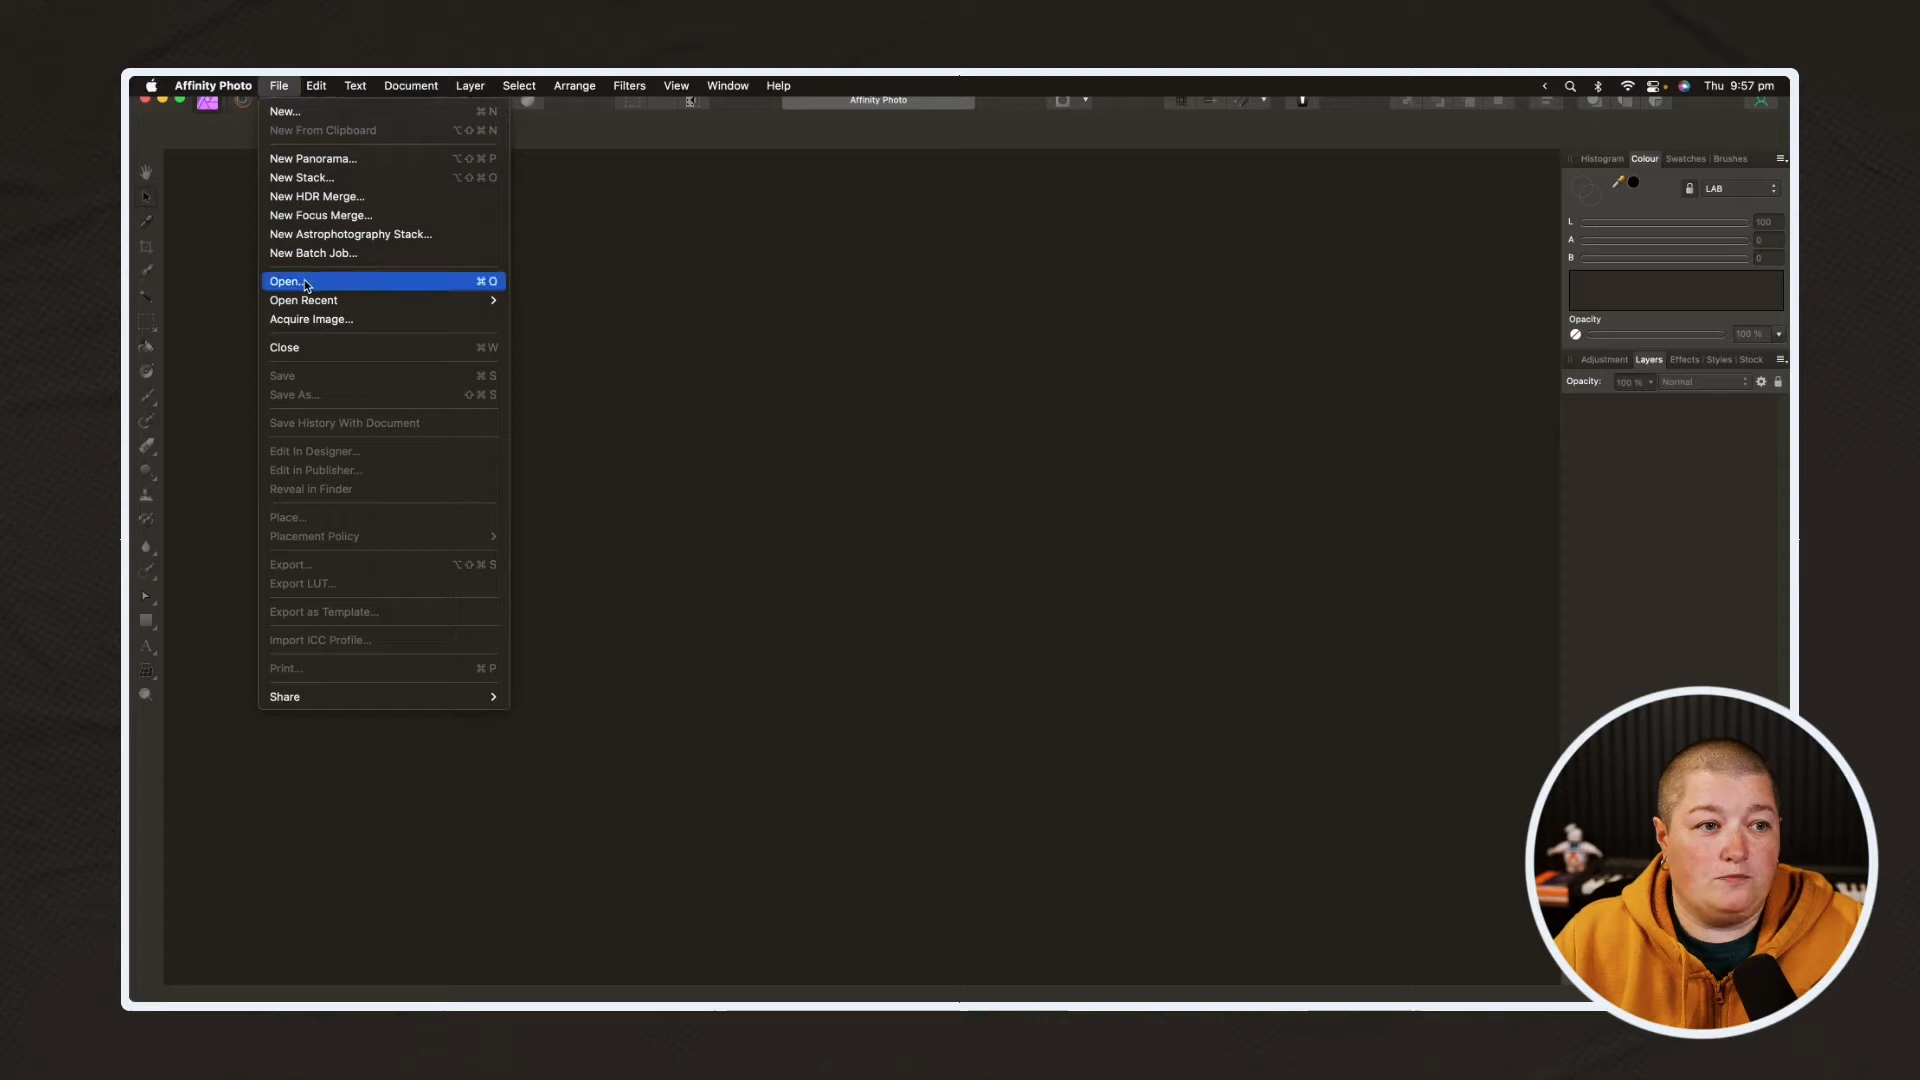 Affinity Photo File Edit Text Document Layer Select Arrange Filters View Window Help Thu 9:57 pm
Affinity Photo
New... ⌘ N
New From Clipboard ⌥⇧⌘ N
New Panorama... ⌥⇧⌘ P
New Stack... ⌥⇧⌘ O
New HDR Merge...
New Focus Merge...
New Astrophotography Stack...
New Batch Job...
Open... ⌘ O
Open Recent
Acquire Image...
Close ⌘ W
Save ⌘ S
Save As... ⇧⌘ S
Save History With Document
Edit In Designer...
Edit in Publisher...
Reveal in Finder
Place...
Placement Policy
Export... ⌥⇧⌘ S
Export LUT...
Export as Template...
Import ICC Profile...
Print... ⌘ P
Share
Histogram Colour Swatches Brushes
LAB
L 100
A 0
B 0
Opacity
100 %
Adjustment Layers Effects Styles Stock
Opacity: 100 % Normal